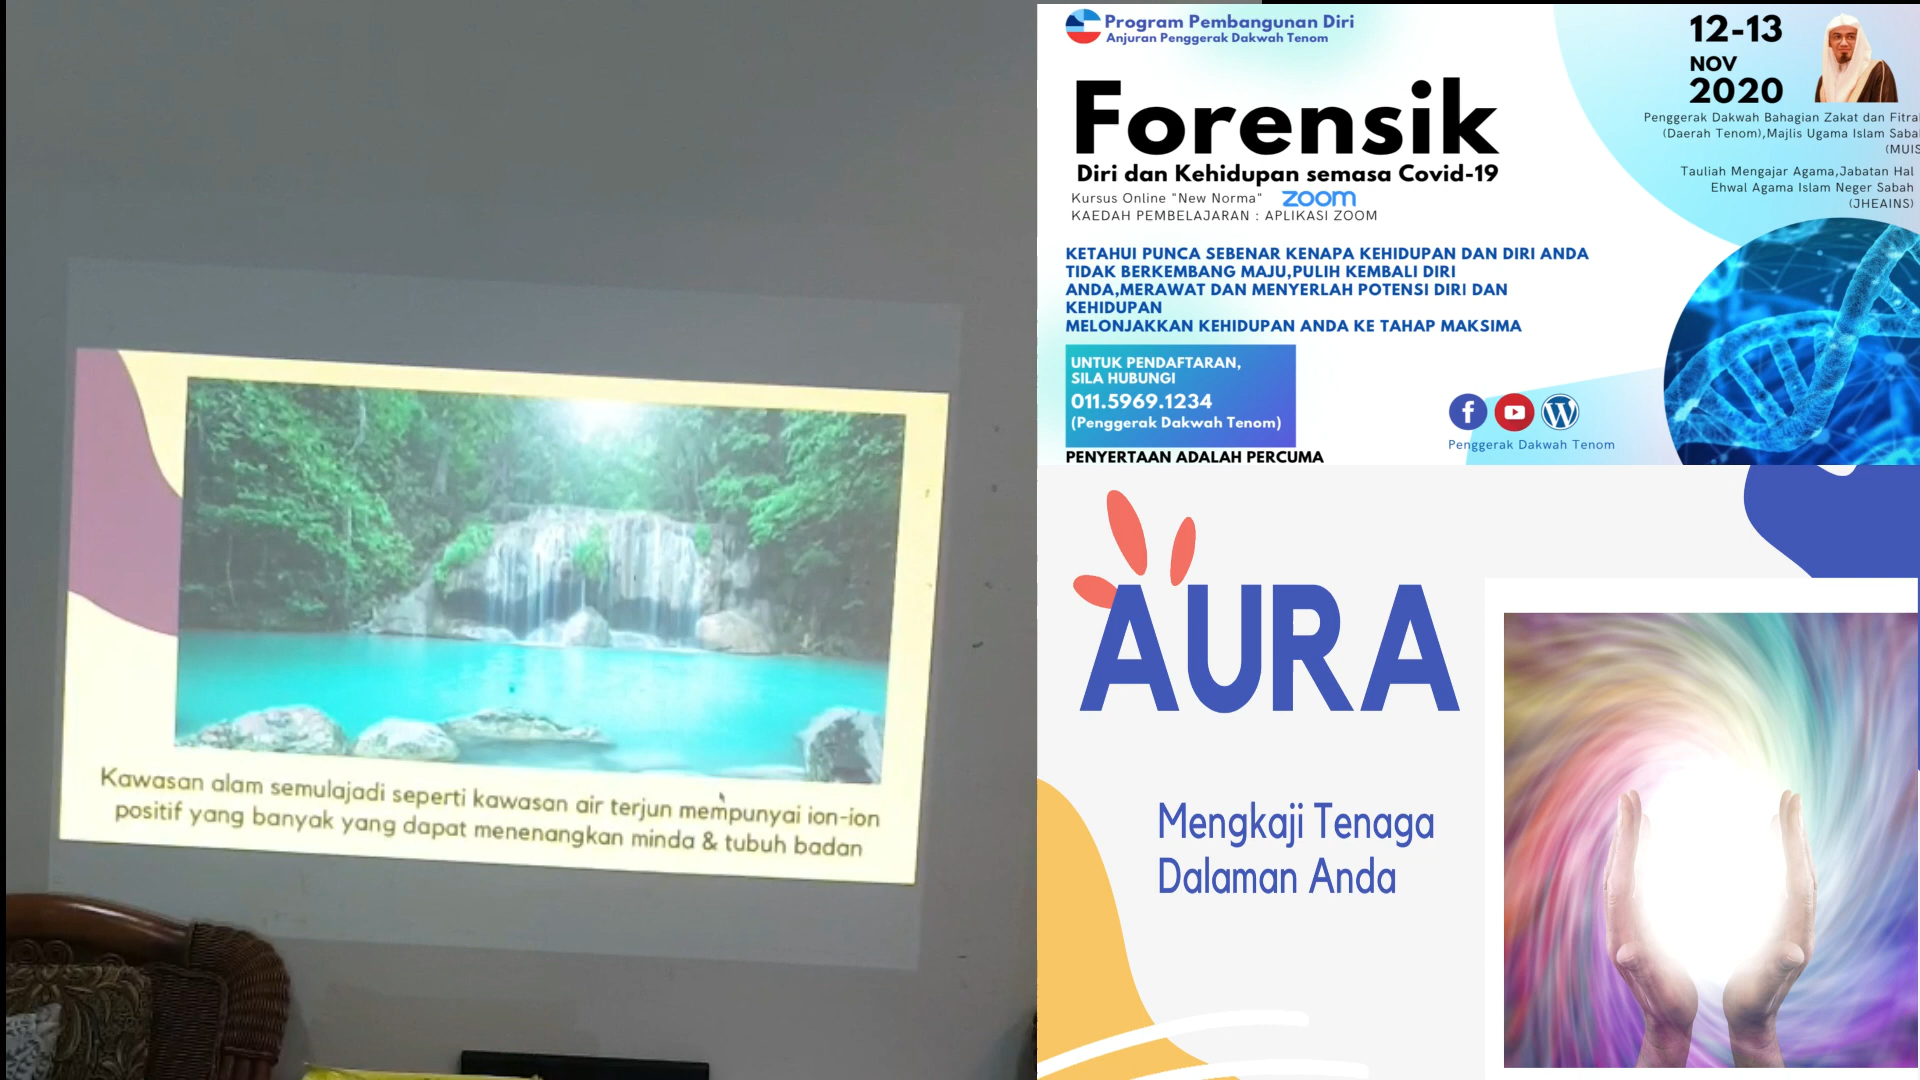 Kawasan alam semulajadi seperti kawasan air terjun mempunyai ion-ion
positif yang banyak yang dapat menenangkan minda & tubuh badan
Program Pembangunan Diri
Anjuran Penggerak Dakwah Tenom
Forensik
Diri dan Kehidupan semasa Covid-19
Kursus Online "New Norma" zoom
KAEDAH PEMBELAJARAN : APLIKASI ZOOM
12-13
NOV
2020
Penggerak Dakwah Bahagian Zakat dan Fitrah
(Daerah Tenom),Majlis Ugama Islam Sabah
(MUIS
Tauliah Mengajar Agama,Jabatan Hal
Ehwal Agama Islam Neger Sabah
(JHEAINS)
KETAHUI PUNCA SEBENAR KENAPA KEHIDUPAN DAN DIRI ANDA
TIDAK BERKEMBANG MAJU,PULIH KEMBALI DIRI
ANDA,MERAWAT DAN MENYERLAH POTENSI DIRI DAN
KEHIDUPAN
MELONJAKKAN KEHIDUPAN ANDA KE TAHAP MAKSIMA
UNTUK PENDAFTARAN,
SILA HUBUNGI
011.5969.1234
(Penggerak Dakwah Tenom)
PENYERTAAN ADALAH PERCUMA
Penggerak Dakwah Tenom
AURA
Mengkaji Tenaga
Dalaman Anda